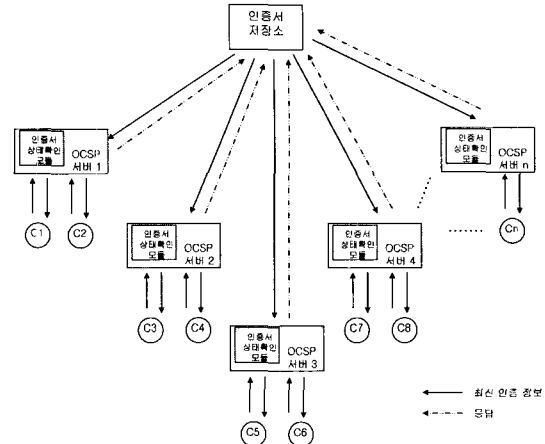 인증서
저장소
인증서
상태확인
모듈
OCSP
서버 1
C1
C2
인증서
상태확인
모듈
OCSP
서버 n
Cn
인증서
상태확인
모듈
OCSP
서버 2
C3
C4
인증서
상태확인
모듈
OCSP
서버 4
C7
C8
인증서
상태확인
모듈
OCSP
서버 3
C5
C6
최신 인증 정보
응답